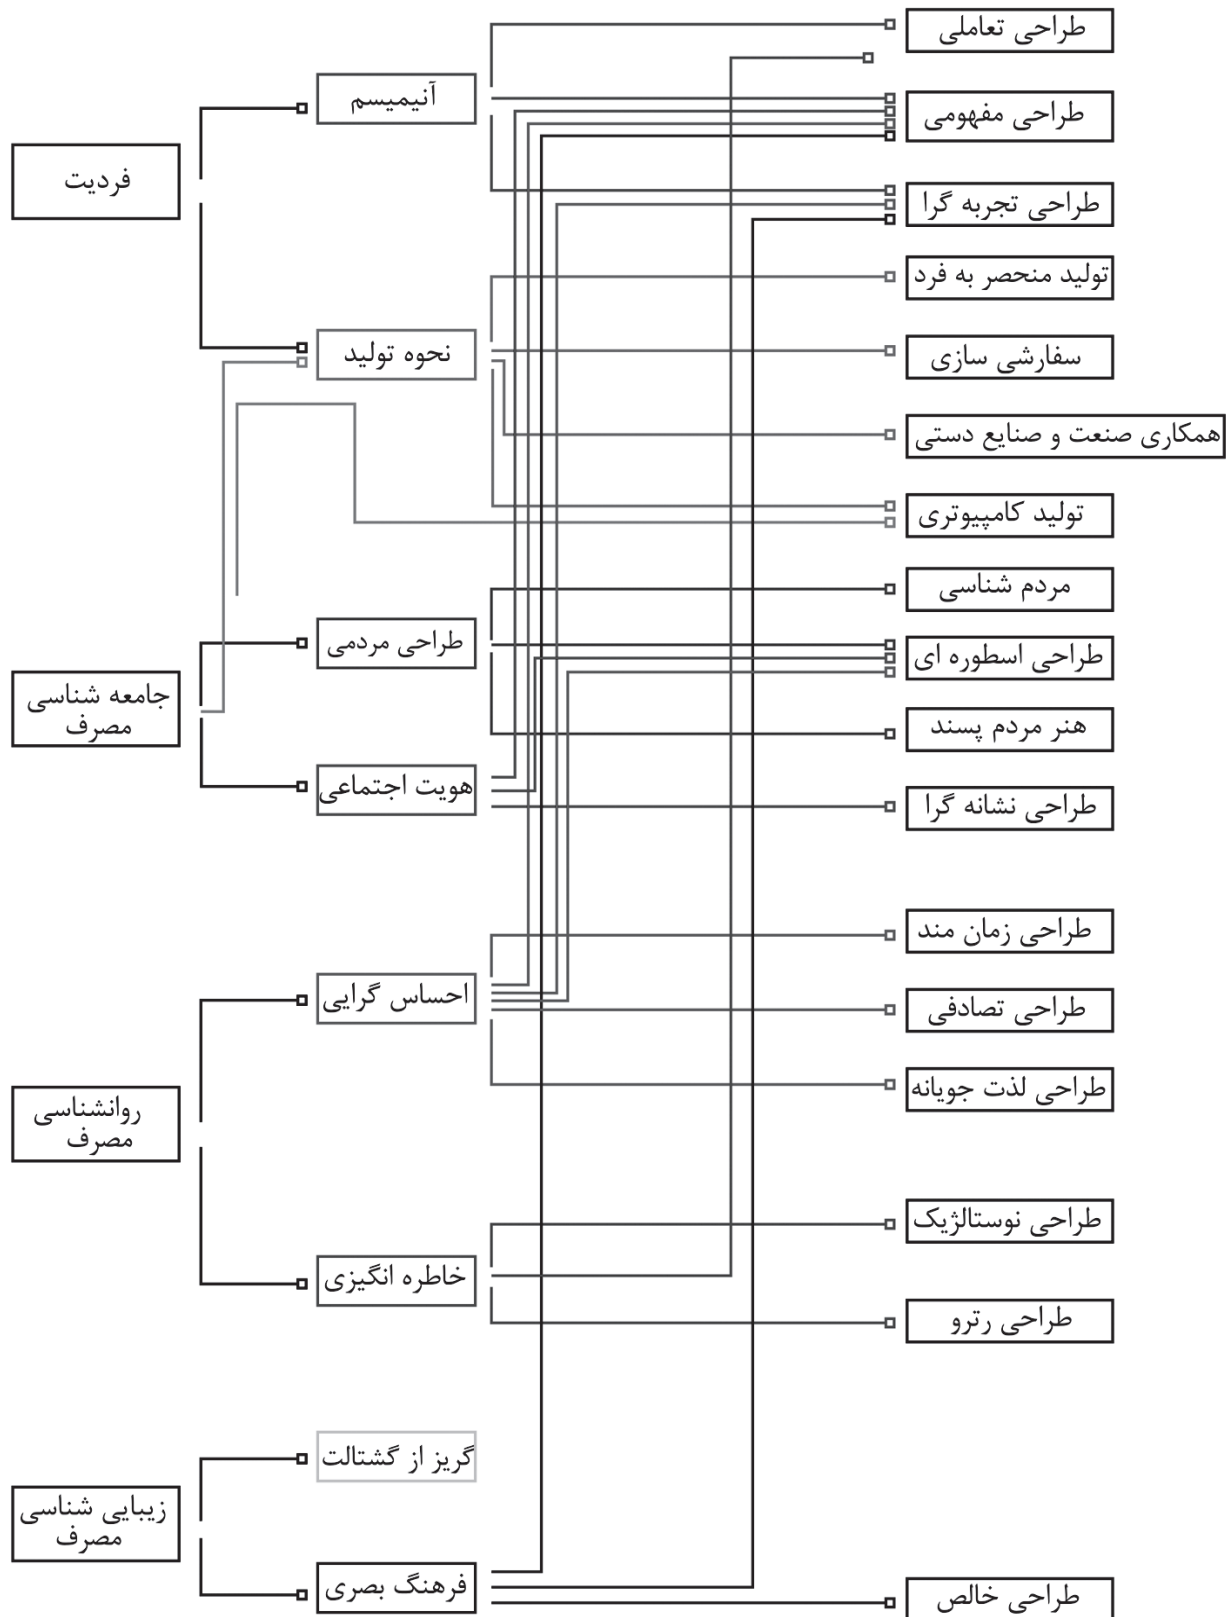 طراحی تعاملی
آنیمیسم
طراحی مفهومی
فردیت
طراحی تجربه گرا
تولید منحصر به فرد
نحوه تولید
سفارشی سازی
همکاری صنعت و صنایع دستی
تولید کامپیوتری
مردم شناسی
طراحی مردمی
طراحی اسطوره ای
جامعه شناسی
مصرف
هنر مردم پسند
هویت اجتماعی
طراحی نشانه گرا
طراحی زمان مند
احساس گرایی
طراحی تصادفی
طراحی لذت جویانه
روانشناسی
مصرف
طراحی نوستالژیک
خاطره انگیزی
طراحی رترو
گریز از گشتالت
زیبایی شناسی
مصرف
فرهنگ بصری
طراحی خالص